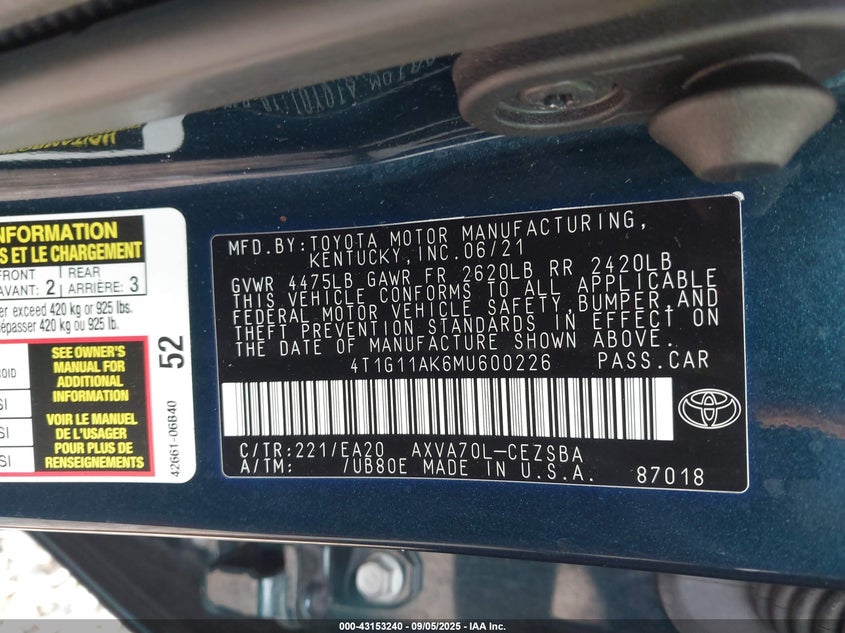 INFORMATION
S ET LE CHARGEMENT
FRONT
AVANT: 2
REAR
ARRIÈRE: 3
er exceed 420 kg or 925 lbs.
épasser 420 kg ou 925 lb.
SEE OWNER'S
MANUAL FOR
ADDITIONAL
INFORMATION
VOIR LE MANUEL
DE L'USAGER
POUR PLUS DE
RENSEIGNEMENTS
52
42661-06B40
MFD.BY:TOYOTA MOTOR MANUFACTURING,
KENTUCKY,INC.06/21
GVWR 4475LB GAWR FR 2620LB RR 2420LB
THIS VEHICLE CONFORMS TO ALL APPLICABLE
FEDERAL MOTOR VEHICLE SAFETY,BUMPER,AND
THEFT PREVENTION STANDARDS IN EFFECT ON
THE DATE OF MANUFACTURE SHOWN ABOVE.
4T1G11AK6MU600226 PASS.CAR
C/TR:221/EA20 AXVA70L-CEZSBA
A/TM: /UB80E MADE IN U.S.A. 87018
000-43153240 - 09/05/2025 - IAA Inc.